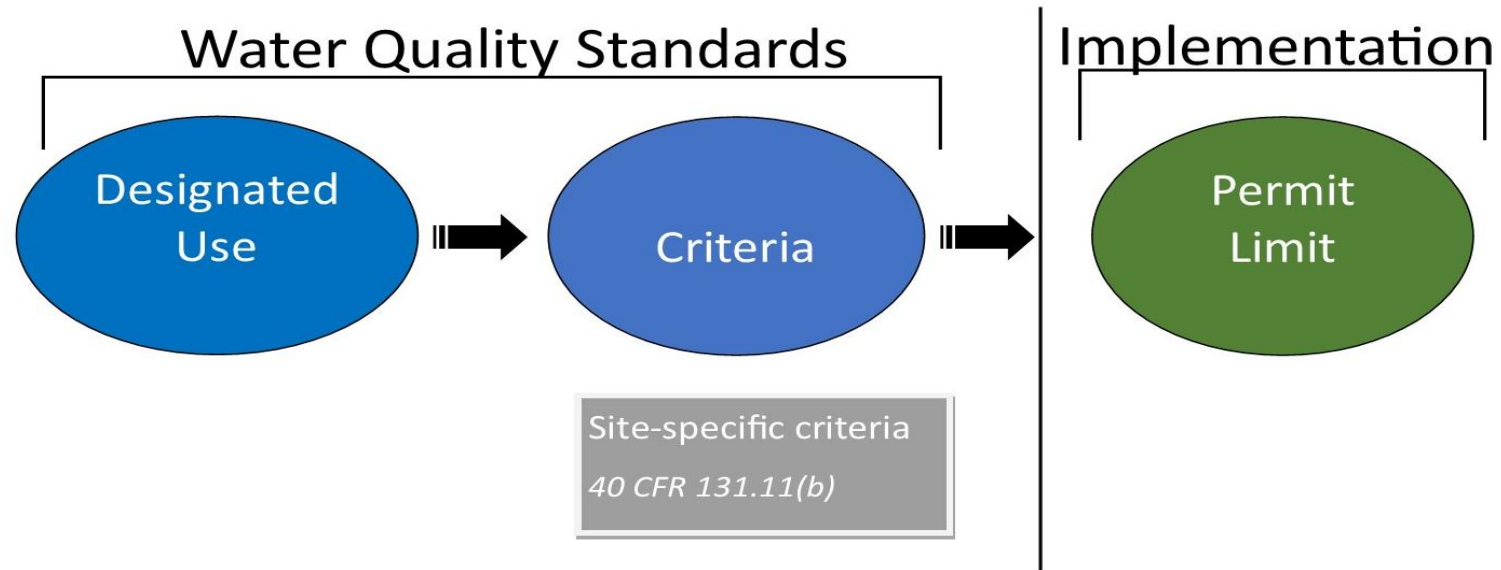 Water Quality Standards
Implementation
Designated
Use
Criteria
Permit
Limit
Site-specific criteria
40 CFR 131.11(b)